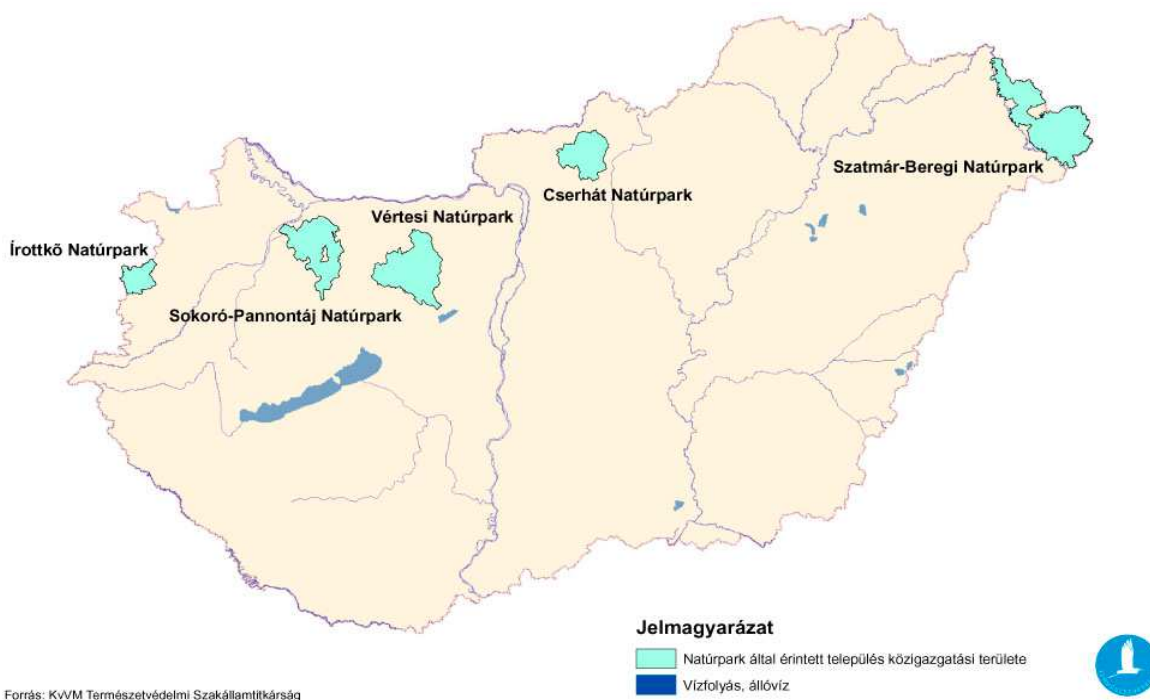 Szatmár-Beregi Natúrpark
Cserhát Natúrpark
Vértesi Natúrpark
Írottkő Natúrpark
Sokoró-Pannontáj Natúrpark
Jelmagyarázat
Natúrpark által érintett település közigazgatási területe
Vízfolyás, állóvíz
Forrás: KvVM Természetvédelmi Szakállamtitkárság